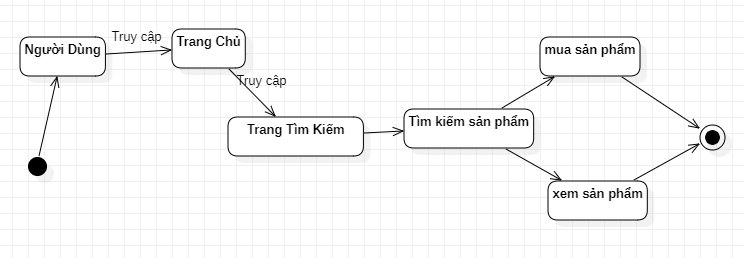 Người Dùng
Truy cập
Trang Chủ
Truy cập
Trang Tìm Kiếm
Tìm kiếm sản phẩm
mua sản phẩm
xem sản phẩm